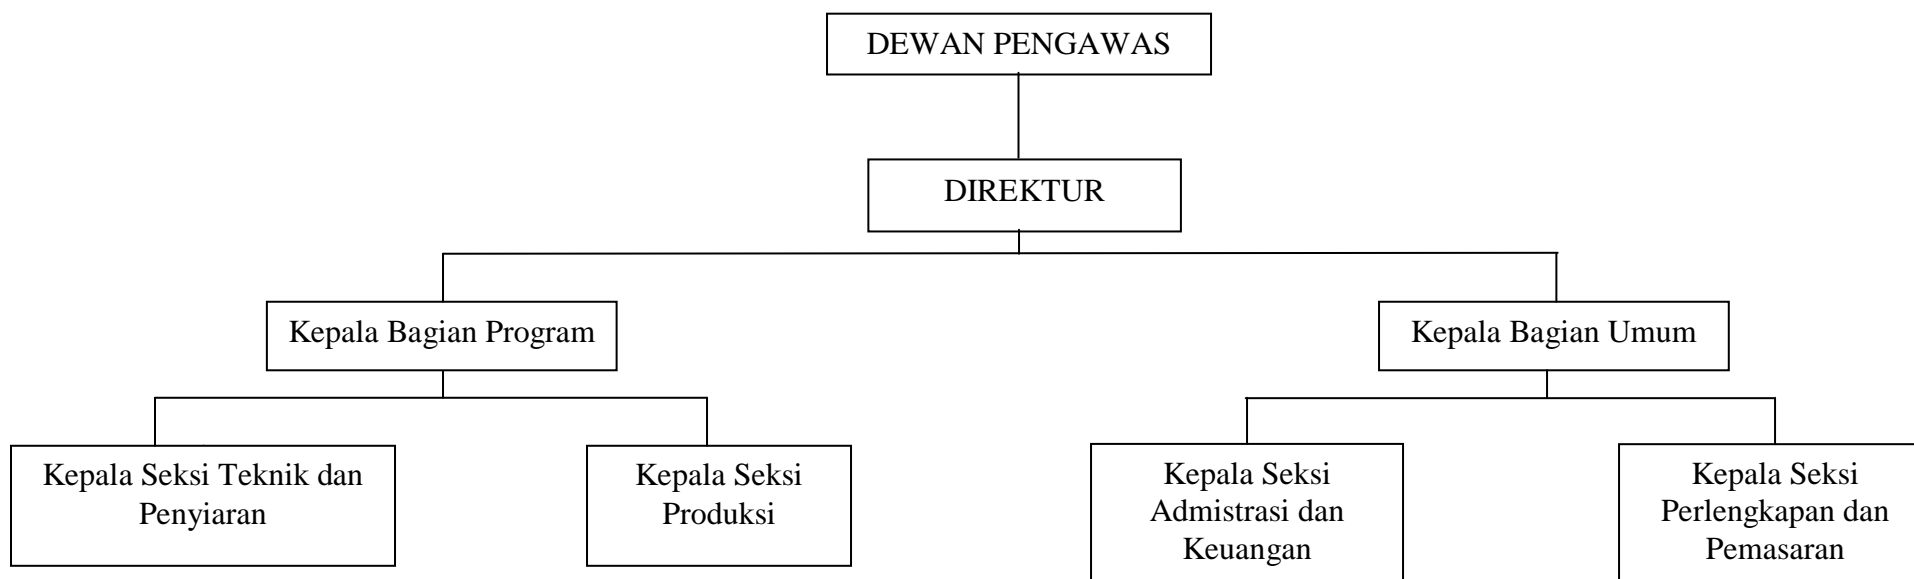 DEWAN PENGAWAS
DIREKTUR
Kepala Bagian Program
Kepala Bagian Umum
Kepala Seksi Teknik dan
Penyiaran
Kepala Seksi
Produksi
Kepala Seksi
Admistrasi dan
Keuangan
Kepala Seksi
Perlengkapan dan
Pemasaran